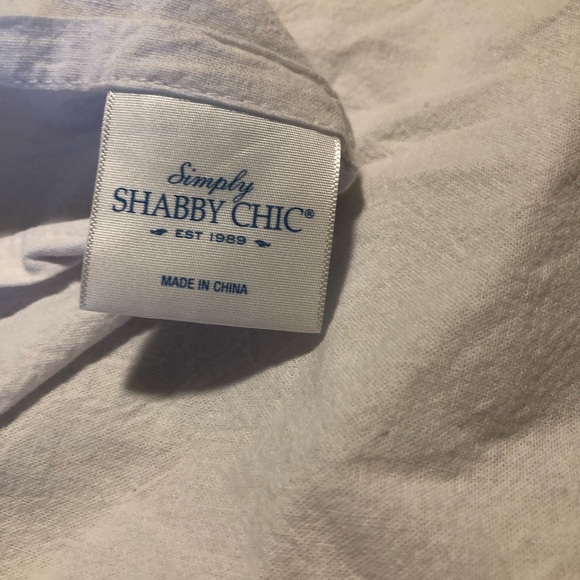 Simply
SHABBY CHIC®
EST 1989
MADE IN CHINA